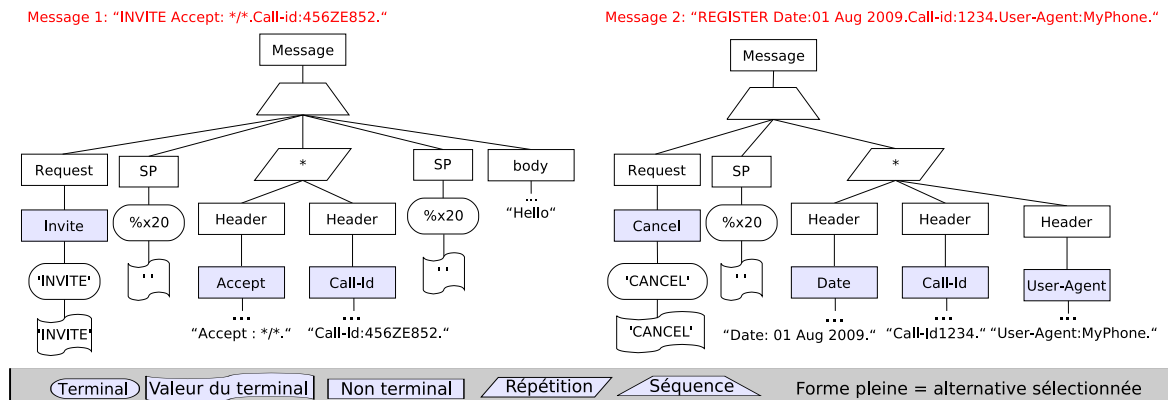 Message 1: “INVITE Accept: */*.Call-id:456ZE852.“
Message 2: “REGISTER Date:01 Aug 2009.Call-id:1234.User-Agent:MyPhone.“
Message
Request
SP
*
SP
body
...
“Hello“
Invite
%x20
Header
Header
%x20
'INVITE'
' '
Accept
Call-Id
' '
...
...
'INVITE'
“Accept : */*.“
“Call-Id:456ZE852.“
Message
Request
SP
*
Cancel
%x20
Header
Header
Header
'CANCEL'
' '
Date
Call-Id
User-Agent
...
...
...
'CANCEL'
“Date: 01 Aug 2009.“
“Call-Id1234.“
“User-Agent:MyPhone.“
Terminal
Valeur du terminal
Non terminal
Répétition
Séquence
Forme pleine = alternative sélectionnée